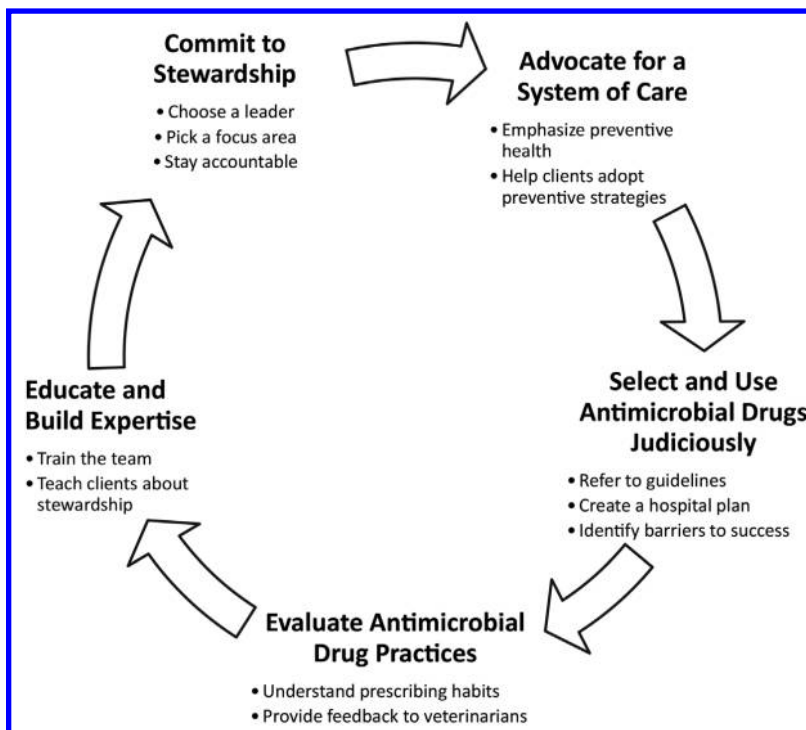 Commit to
Stewardship
• Choose a leader
• Pick a focus area
• Stay accountable
Advocate for a
System of Care
• Emphasize preventive
health
• Help clients adopt
preventive strategies
Select and Use
Antimicrobial Drugs
Judiciously
• Refer to guidelines
• Create a hospital plan
• Identify barriers to success
Evaluate Antimicrobial
Drug Practices
• Understand prescribing habits
• Provide feedback to veterinarians
Educate and
Build Expertise
• Train the team
• Teach clients about
stewardship